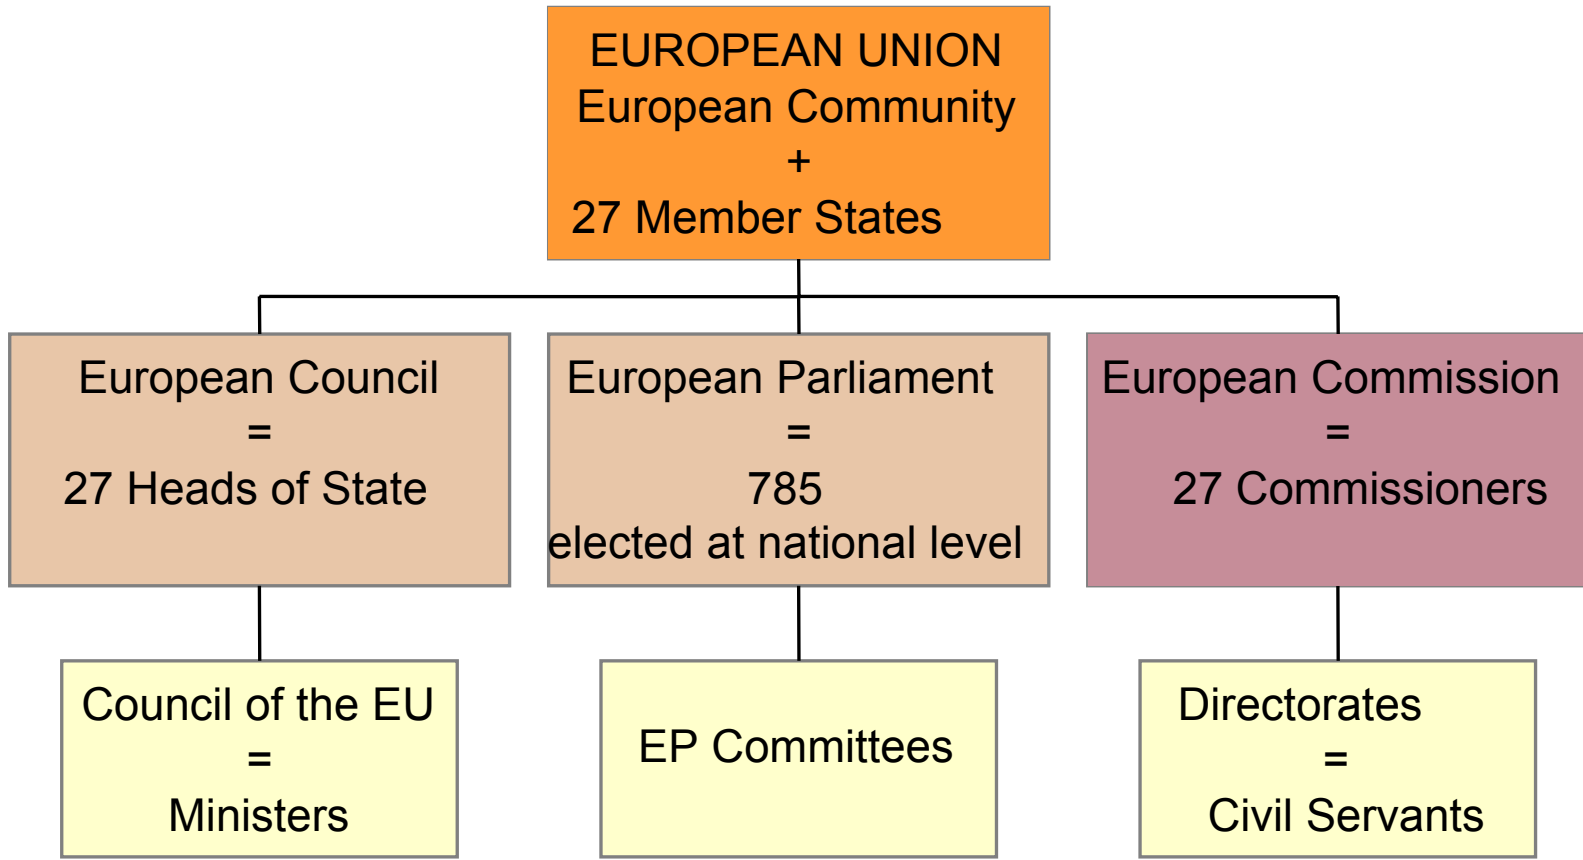 EUROPEAN UNION
European Community
+
27 Member States
European Council
=
27 Heads of State
European Parliament
=
785
elected at national level
European Commission
=
27 Commissioners
Council of the EU
=
Ministers
EP Committees
Directorates
=
Civil Servants